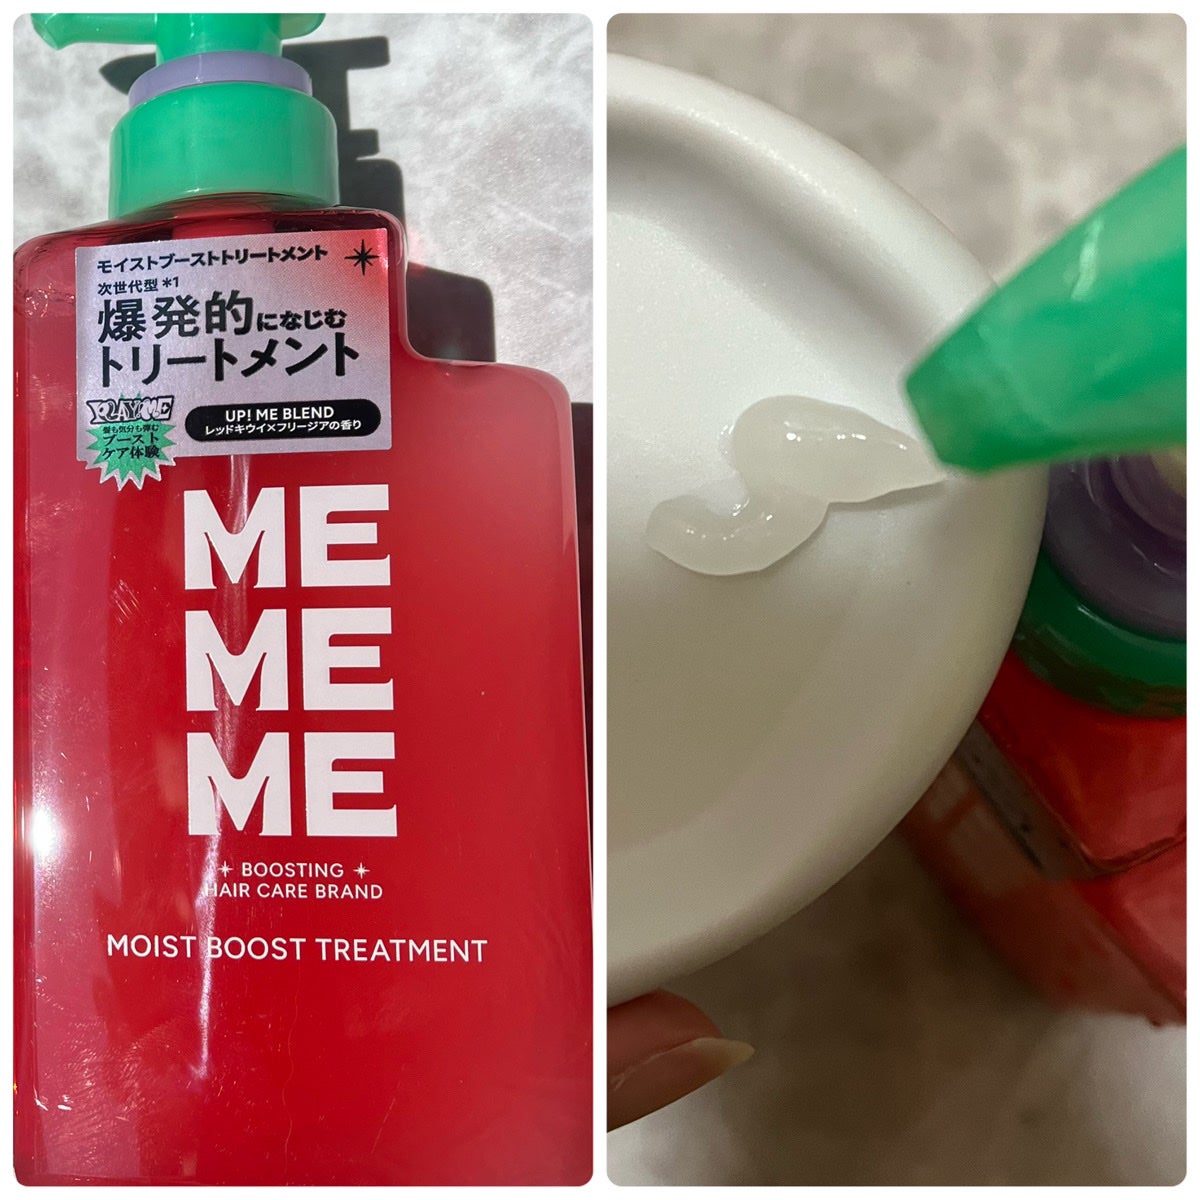 モイストブーストトリートメント
次世代型*1
爆発的になじむ
トリートメント
PLAY ME
髪も気分も弾む
ブースト
ケア体験
UP! ME BLEND
レッドキウイ×フリージアの香り
ME
ME
ME
BOOSTING
HAIR CARE BRAND
MOIST BOOST TREATMENT